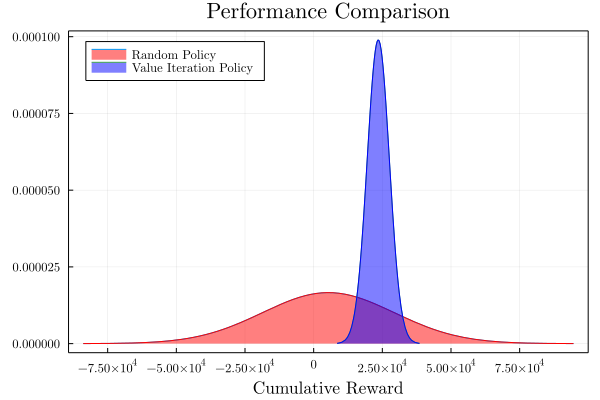 Performance Comparison
Random Policy
Value Iteration Policy
0.000100
0.000075
0.000050
0.000025
0.000000
−7.50×10⁴ −5.00×10⁴ −2.50×10⁴ 0 2.50×10⁴ 5.00×10⁴ 7.50×10⁴
Cumulative Reward